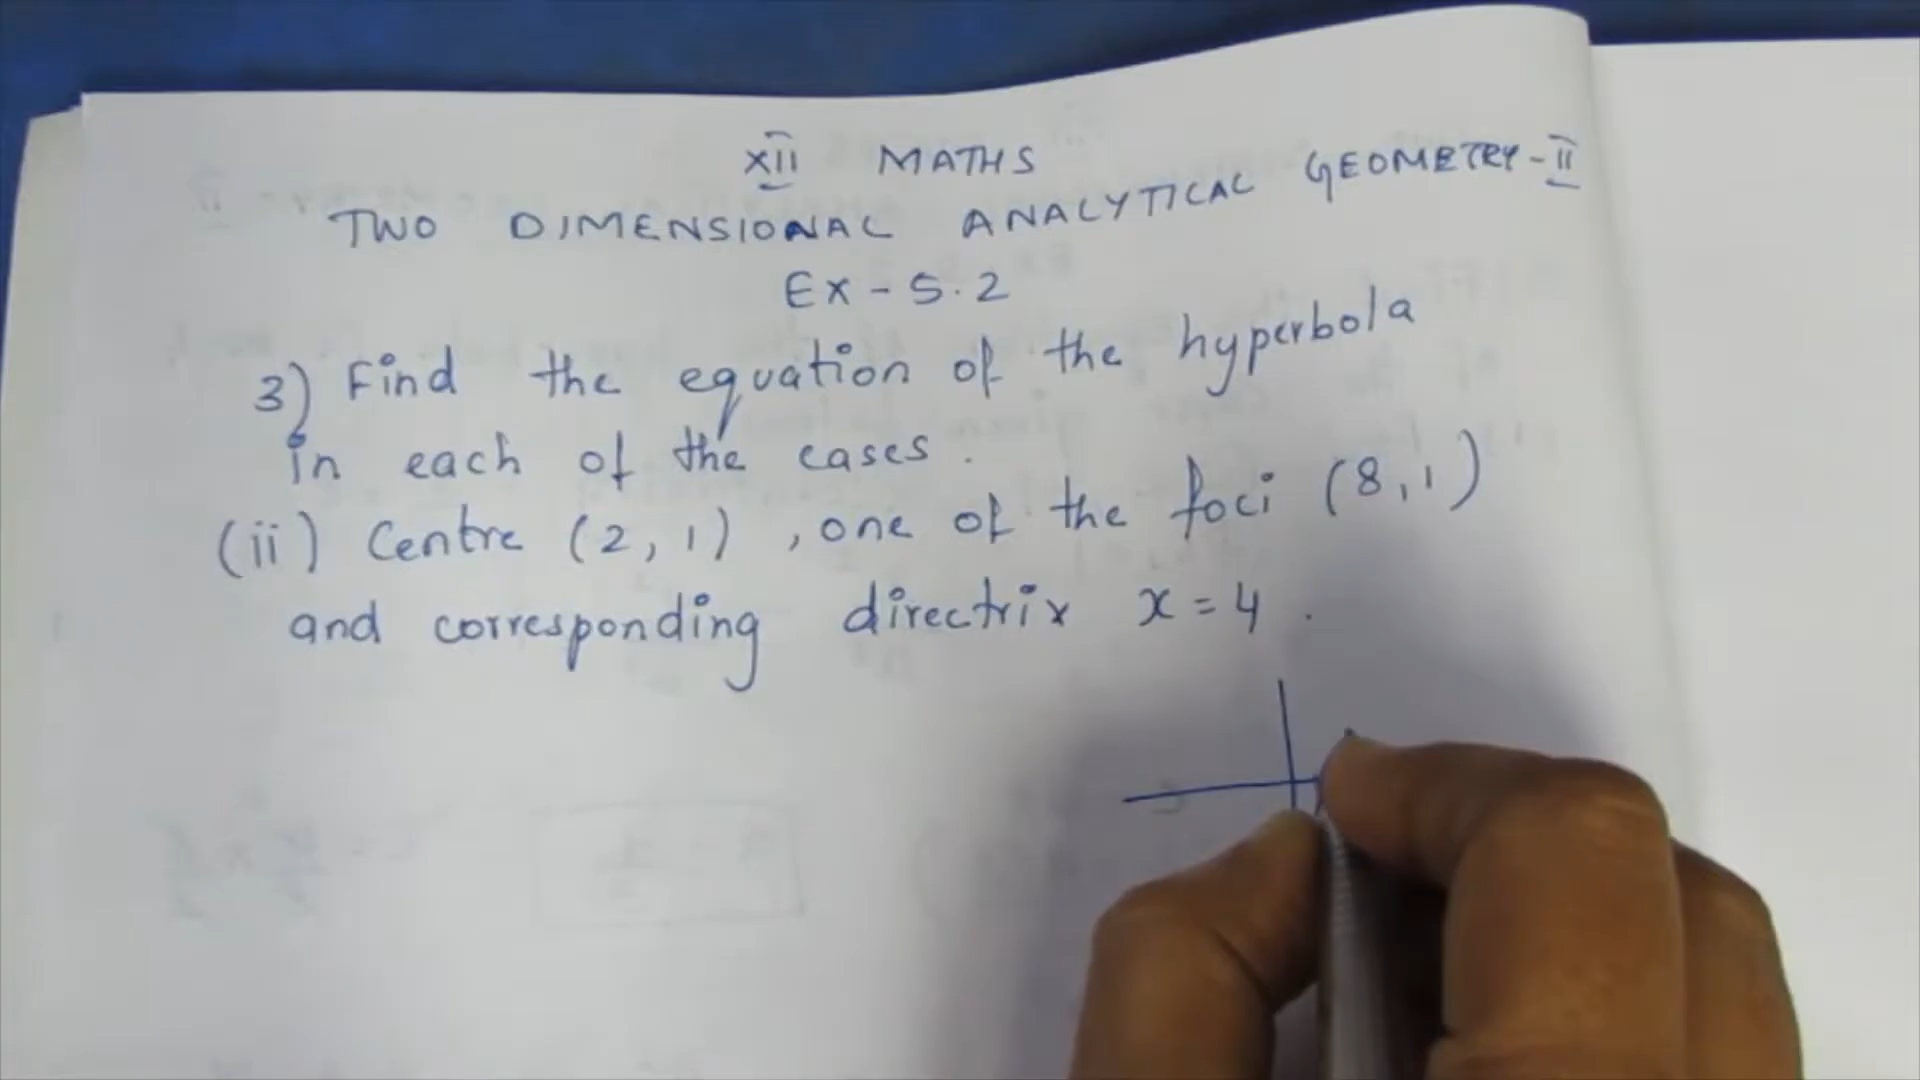 XII MATHS
TWO DIMENSIONAL ANALYTICAL GEOMETRY-II
EX-5.2
3) Find the equation of the hyperbola
in each of the cases.
(ii) Centre (2,1), one of the foci (8,1)
and corresponding directrix x=4.